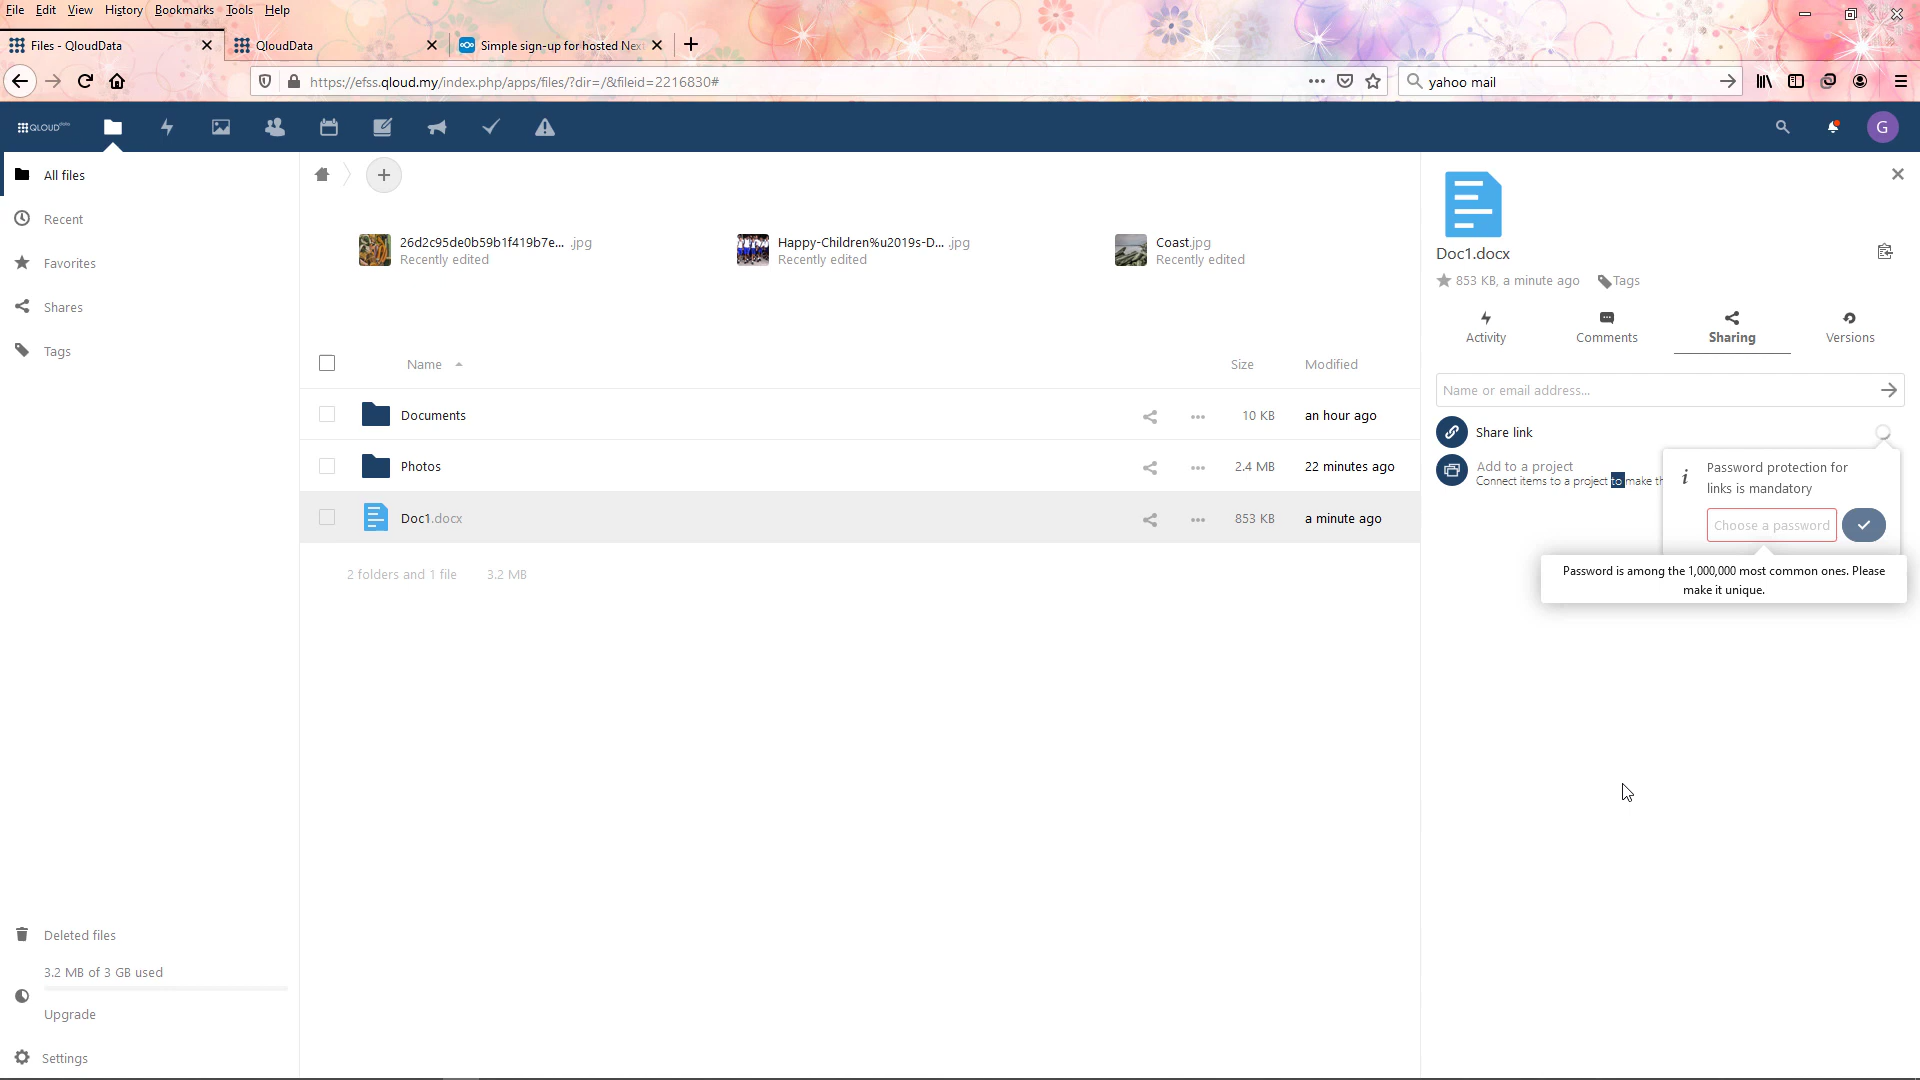 File Edit View History Bookmarks Tools Help
Files - QloudData
QloudData
Simple sign-up for hosted Nex
https://efss.qloud.my/index.php/apps/files/?dir=/&fileid=2216830#
yahoo mail
QLOUDdata
G
All files
Recent
Favorites
Shares
Tags
26d2c95de0b59b1f419b7e... .jpg
Recently edited
Happy-Children%u2019s-D... .jpg
Recently edited
Coast.jpg
Recently edited
Name Size Modified
Documents 10 KB an hour ago
Photos 2.4 MB 22 minutes ago
Doc1.docx 853 KB a minute ago
2 folders and 1 file 3.2 MB
Doc1.docx
853 KB, a minute ago Tags
Activity Comments Sharing Versions
Name or email address...
Share link
Add to a project
Connect items to a project to make th
Password protection for
links is mandatory
Choose a password
Password is among the 1,000,000 most common ones. Please
make it unique.
Deleted files
3.2 MB of 3 GB used
Upgrade
Settings